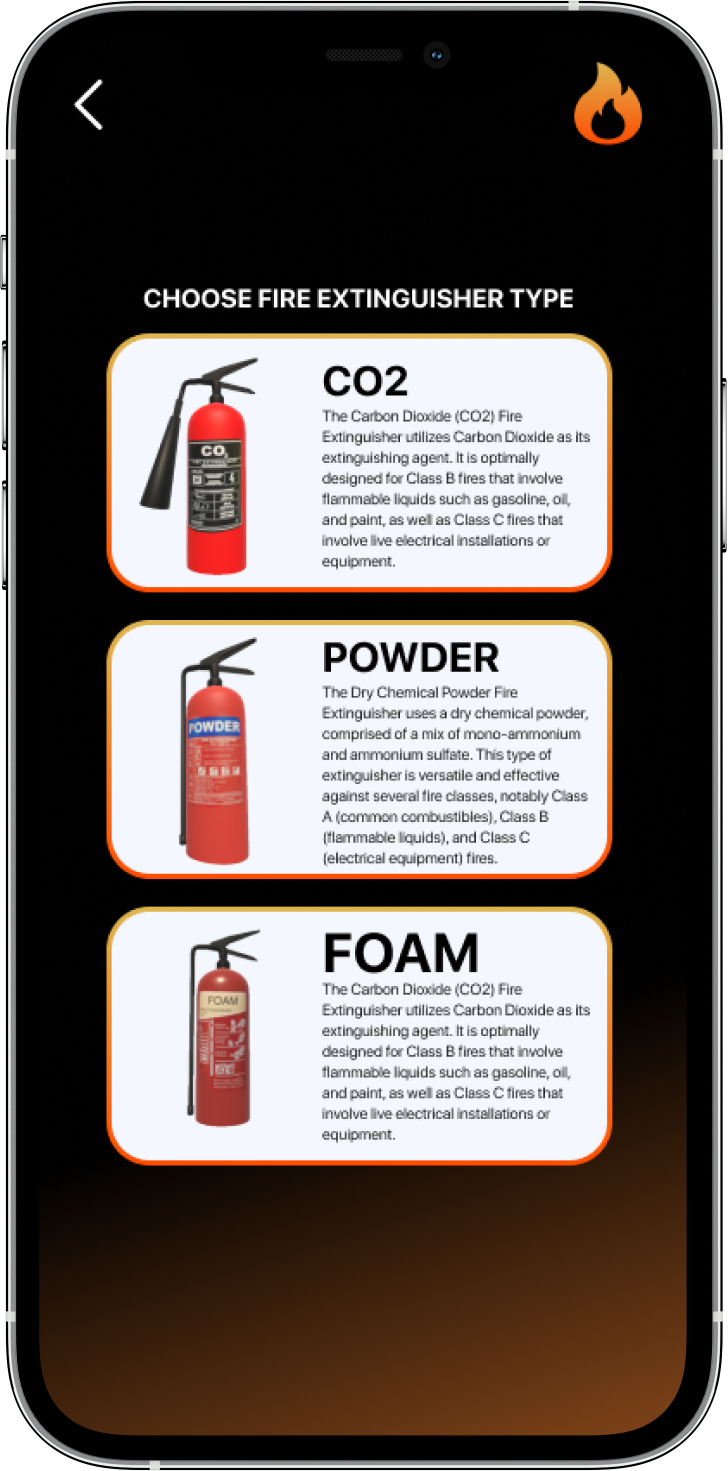 CHOOSE FIRE EXTINGUISHER TYPE
CO2
The Carbon Dioxide (CO2) Fire
Extinguisher utilizes Carbon Dioxide as its
extinguishing agent. It is optimally
designed for Class B fires that involve
flammable liquids such as gasoline, oil,
and paint, as well as Class C fires that
involve live electrical installations or
equipment.
CO2
POWDER
The Dry Chemical Powder Fire
Extinguisher uses a dry chemical powder,
comprised of a mix of mono-ammonium
and ammonium sulfate. This type of
extinguisher is versatile and effective
against several fire classes, notably Class
A (common combustibles), Class B
(flammable liquids), and Class C
(electrical equipment) fires.
POWDER
FOAM
The Carbon Dioxide (CO2) Fire
Extinguisher utilizes Carbon Dioxide as its
extinguishing agent. It is optimally
designed for Class B fires that involve
flammable liquids such as gasoline, oil,
and paint, as well as Class C fires that
involve live electrical installations or
equipment.
FOAM